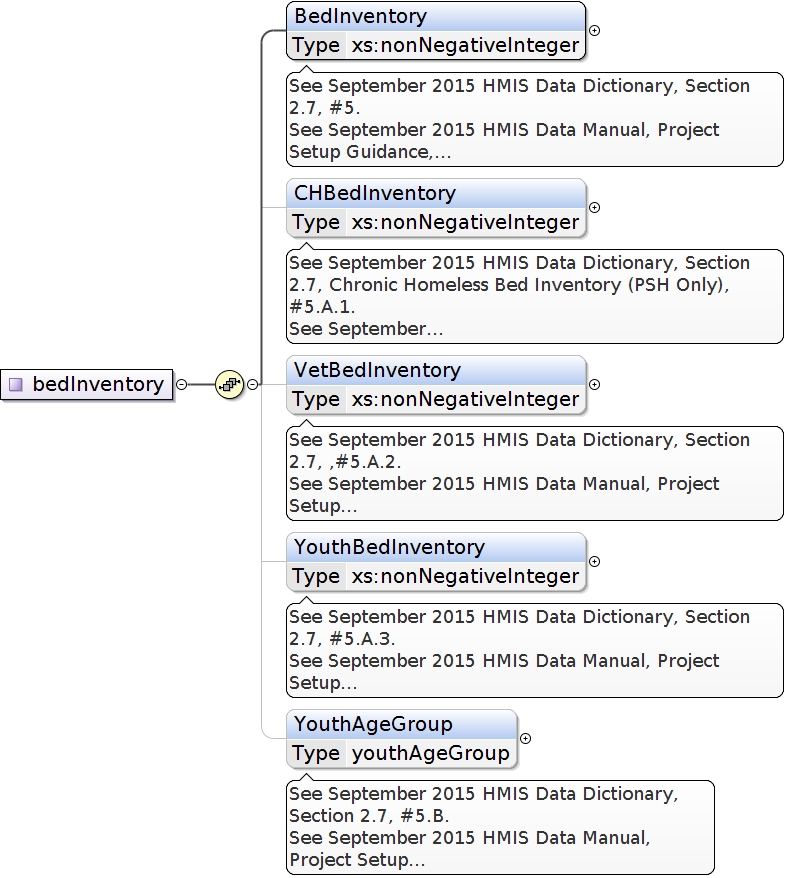 BedInventory
Type xs:nonNegativeInteger
See September 2015 HMIS Data Dictionary, Section
2.7, #5.
See September 2015 HMIS Data Manual, Project
Setup Guidance,...
CHBedInventory
Type xs:nonNegativeInteger
See September 2015 HMIS Data Dictionary, Section
2.7, Chronic Homeless Bed Inventory (PSH Only),
#5.A.1.
See September...
bedInventory
VetBedInventory
Type xs:nonNegativeInteger
See September 2015 HMIS Data Dictionary, Section
2.7, ,#5.A.2.
See September 2015 HMIS Data Manual, Project
Setup...
YouthBedInventory
Type xs:nonNegativeInteger
See September 2015 HMIS Data Dictionary, Section
2.7, #5.A.3.
See September 2015 HMIS Data Manual, Project
Setup...
YouthAgeGroup
Type youthAgeGroup
See September 2015 HMIS Data Dictionary,
Section 2.7, #5.B.
See September 2015 HMIS Data Manual,
Project Setup...